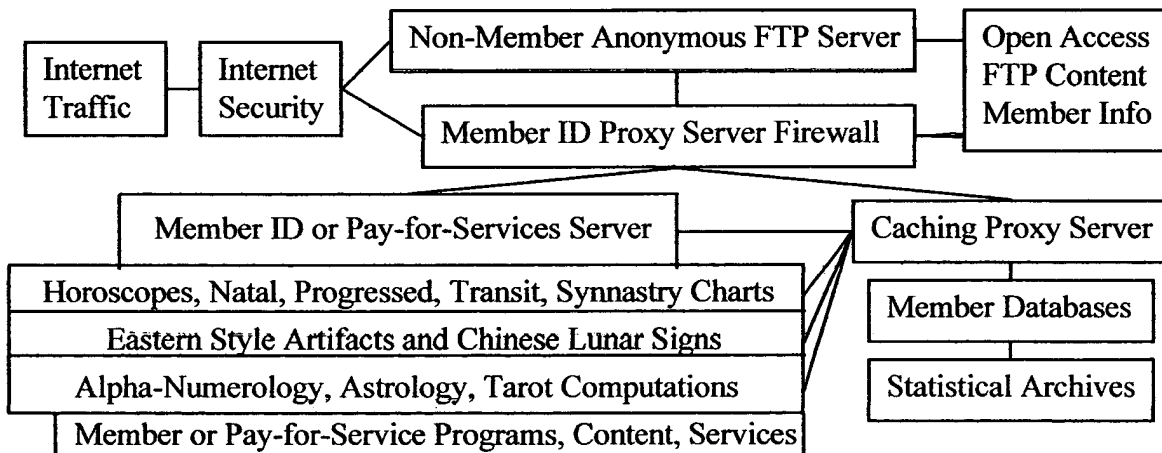 Internet
Traffic
Internet
Security
Non-Member Anonymous FTP Server
Member ID Proxy Server Firewall
Open Access
FTP Content
Member Info
Member ID or Pay-for-Services Server
Caching Proxy Server
Horoscopes, Natal, Progressed, Transit, Synnastry Charts
Eastern Style Artifacts and Chinese Lunar Signs
Alpha-Numerology, Astrology, Tarot Computations
Member or Pay-for-Service Programs, Content, Services
Member Databases
Statistical Archives